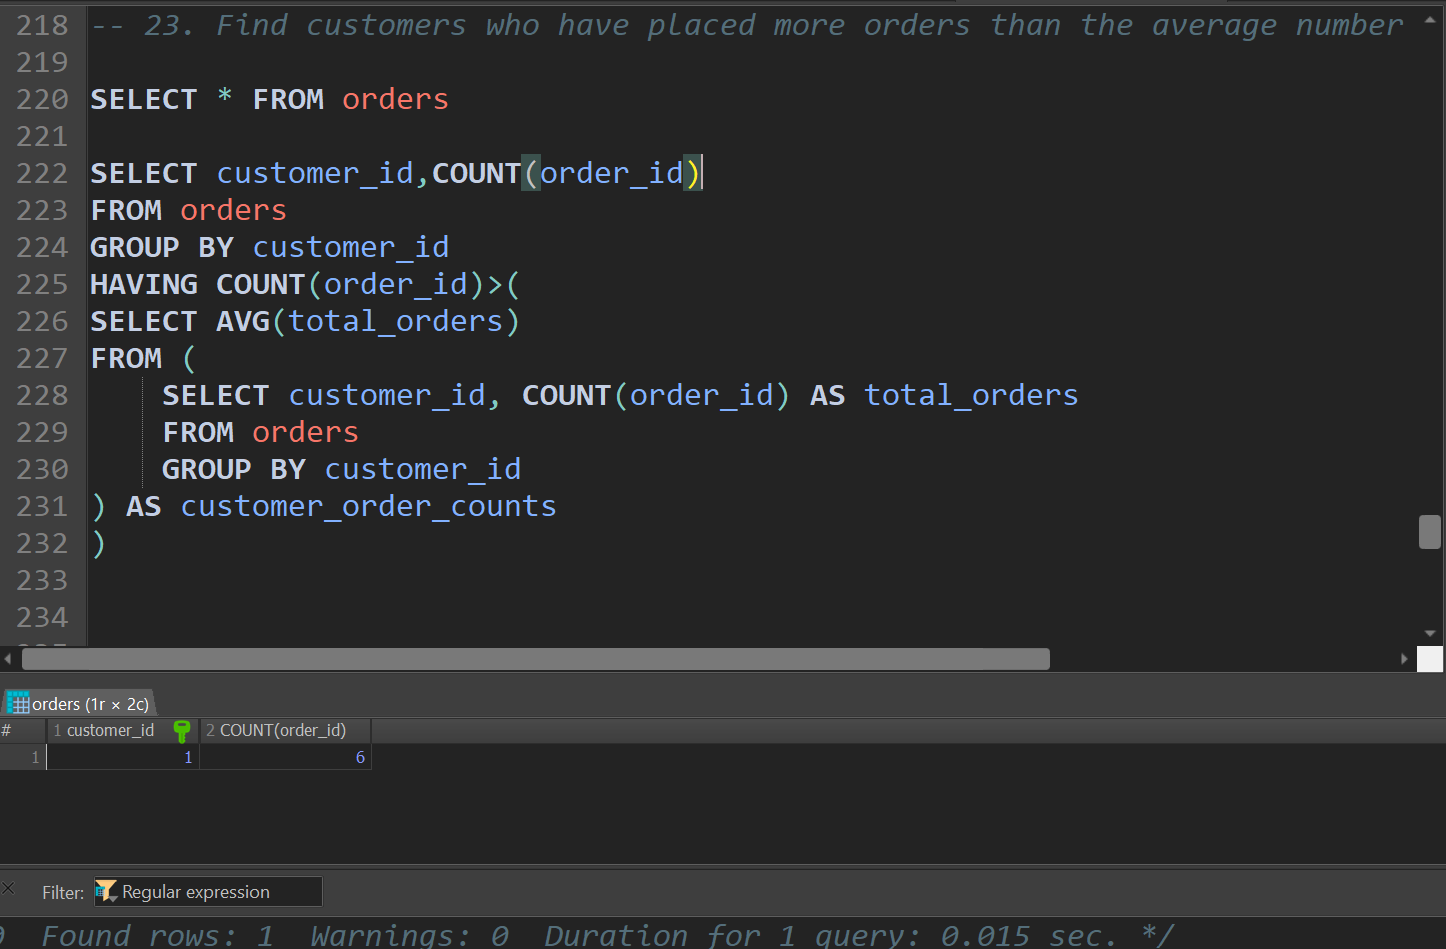 218 -- 23. Find customers who have placed more orders than the average number
219
220 SELECT * FROM orders
221
222 SELECT customer_id,COUNT(order_id)
223 FROM orders
224 GROUP BY customer_id
225 HAVING COUNT(order_id)>(
226 SELECT AVG(total_orders)
227 FROM (
228 SELECT customer_id, COUNT(order_id) AS total_orders
229 FROM orders
230 GROUP BY customer_id
231 ) AS customer_order_counts
232 )
233
234
orders (1r × 2c)
# 1 customer_id 2 COUNT(order_id)
1 1 6
Filter: Regular expression
Found rows: 1 Warnings: 0 Duration for 1 query: 0.015 sec. */